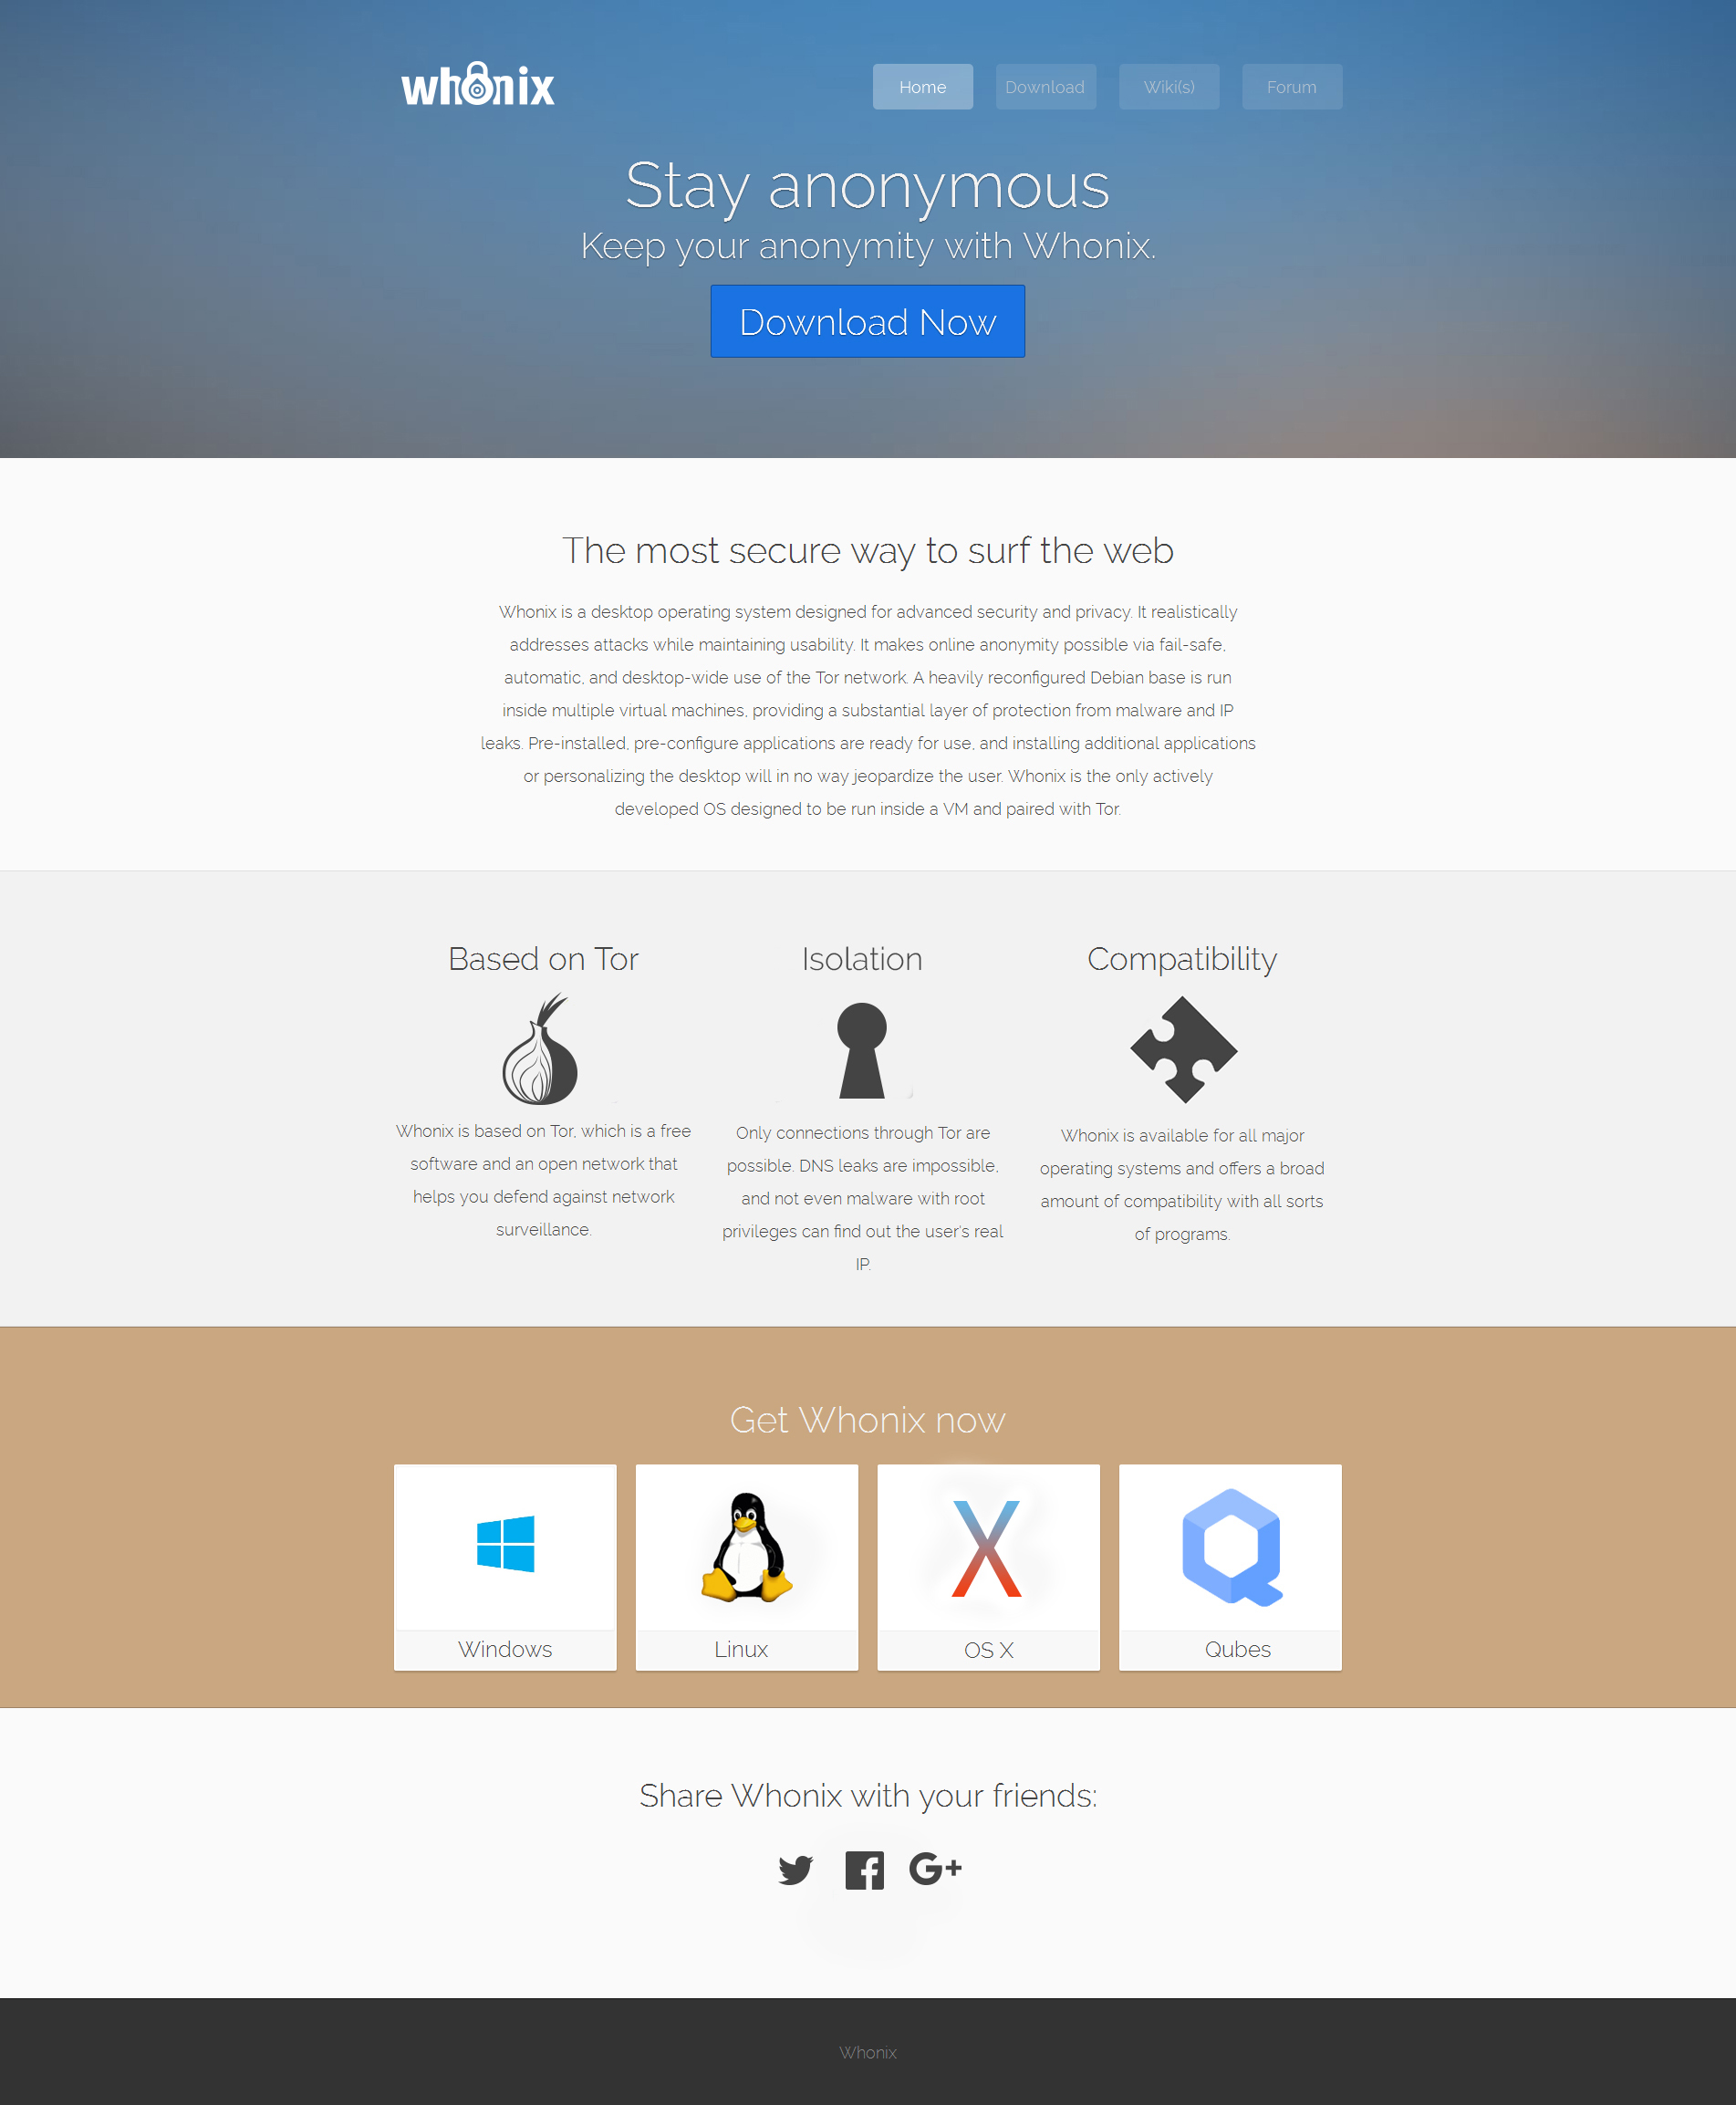 whonix
Home
Download
Wiki(s)
Forum
Stay anonymous
Keep your anonymity with Whonix.
Download Now
The most secure way to surf the web
Whonix is a desktop operating system designed for advanced security and privacy. It realistically
addresses attacks while maintaining usability. It makes online anonymity possible via fail-safe,
automatic, and desktop-wide use of the Tor network. A heavily reconfigured Debian base is run
inside multiple virtual machines, providing a substantial layer of protection from malware and IP
leaks. Pre-installed, pre-configure applications are ready for use, and installing additional applications
or personalizing the desktop will in no way jeopardize the user. Whonix is the only actively
developed OS designed to be run inside a VM and paired with Tor.
Based on Tor
Whonix is based on Tor, which is a free
software and an open network that
helps you defend against network
surveillance.
Isolation
Only connections through Tor are
possible. DNS leaks are impossible,
and not even malware with root
privileges can find out the user's real
IP.
Compatibility
Whonix is available for all major
operating systems and offers a broad
amount of compatibility with all sorts
of programs.
Get Whonix now
Windows
Linux
X
OS X
Qubes
Share Whonix with your friends:
G+
Whonix